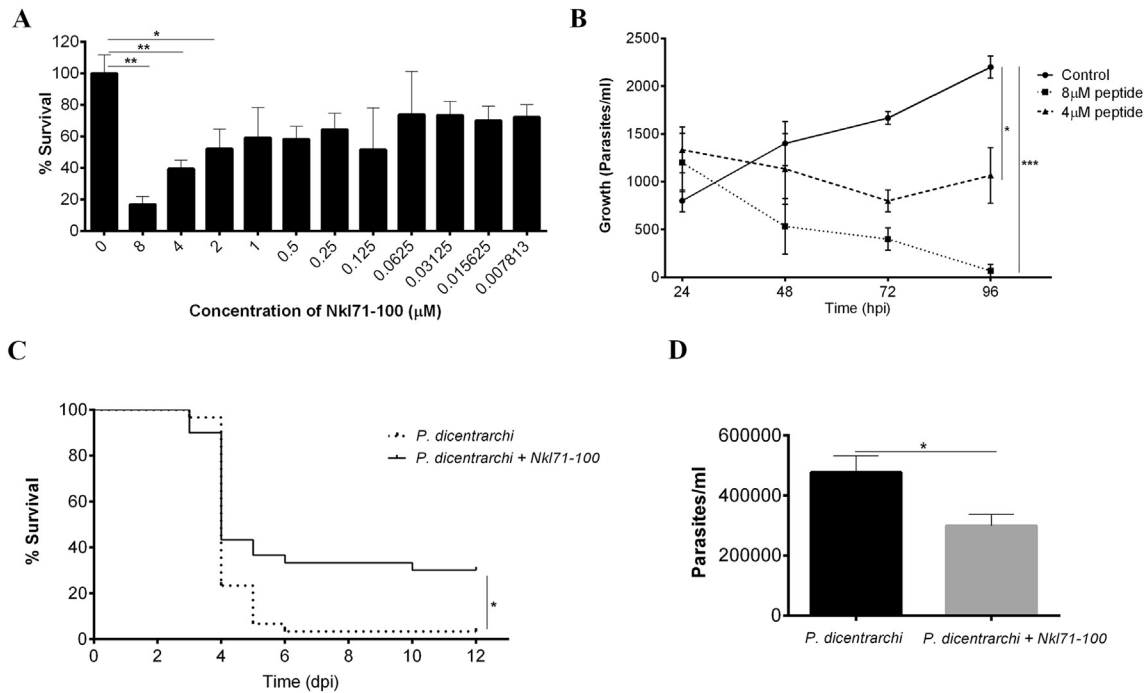 A
120
100
80
60
40
20
0
% Survival
*
**
**
0
8
4
2
1
0.5
0.25
0.125
0.0625
0.03125
0.015625
0.007813
Concentration of Nkl71-100 (μM)
B
2500
2000
1500
1000
500
0
Growth (Parasites/ml)
24
48
72
96
Time (hpi)
Control
8μM peptide
4μM peptide
*
***
C
100
80
60
40
20
0
% Survival
0
2
4
6
8
10
12
Time (dpi)
P. dicentrarchi
P. dicentrarchi + Nkl71-100
*
D
600000
400000
200000
0
Parasites/ml
*
P. dicentrarchi
P. dicentrarchi + Nkl71-100